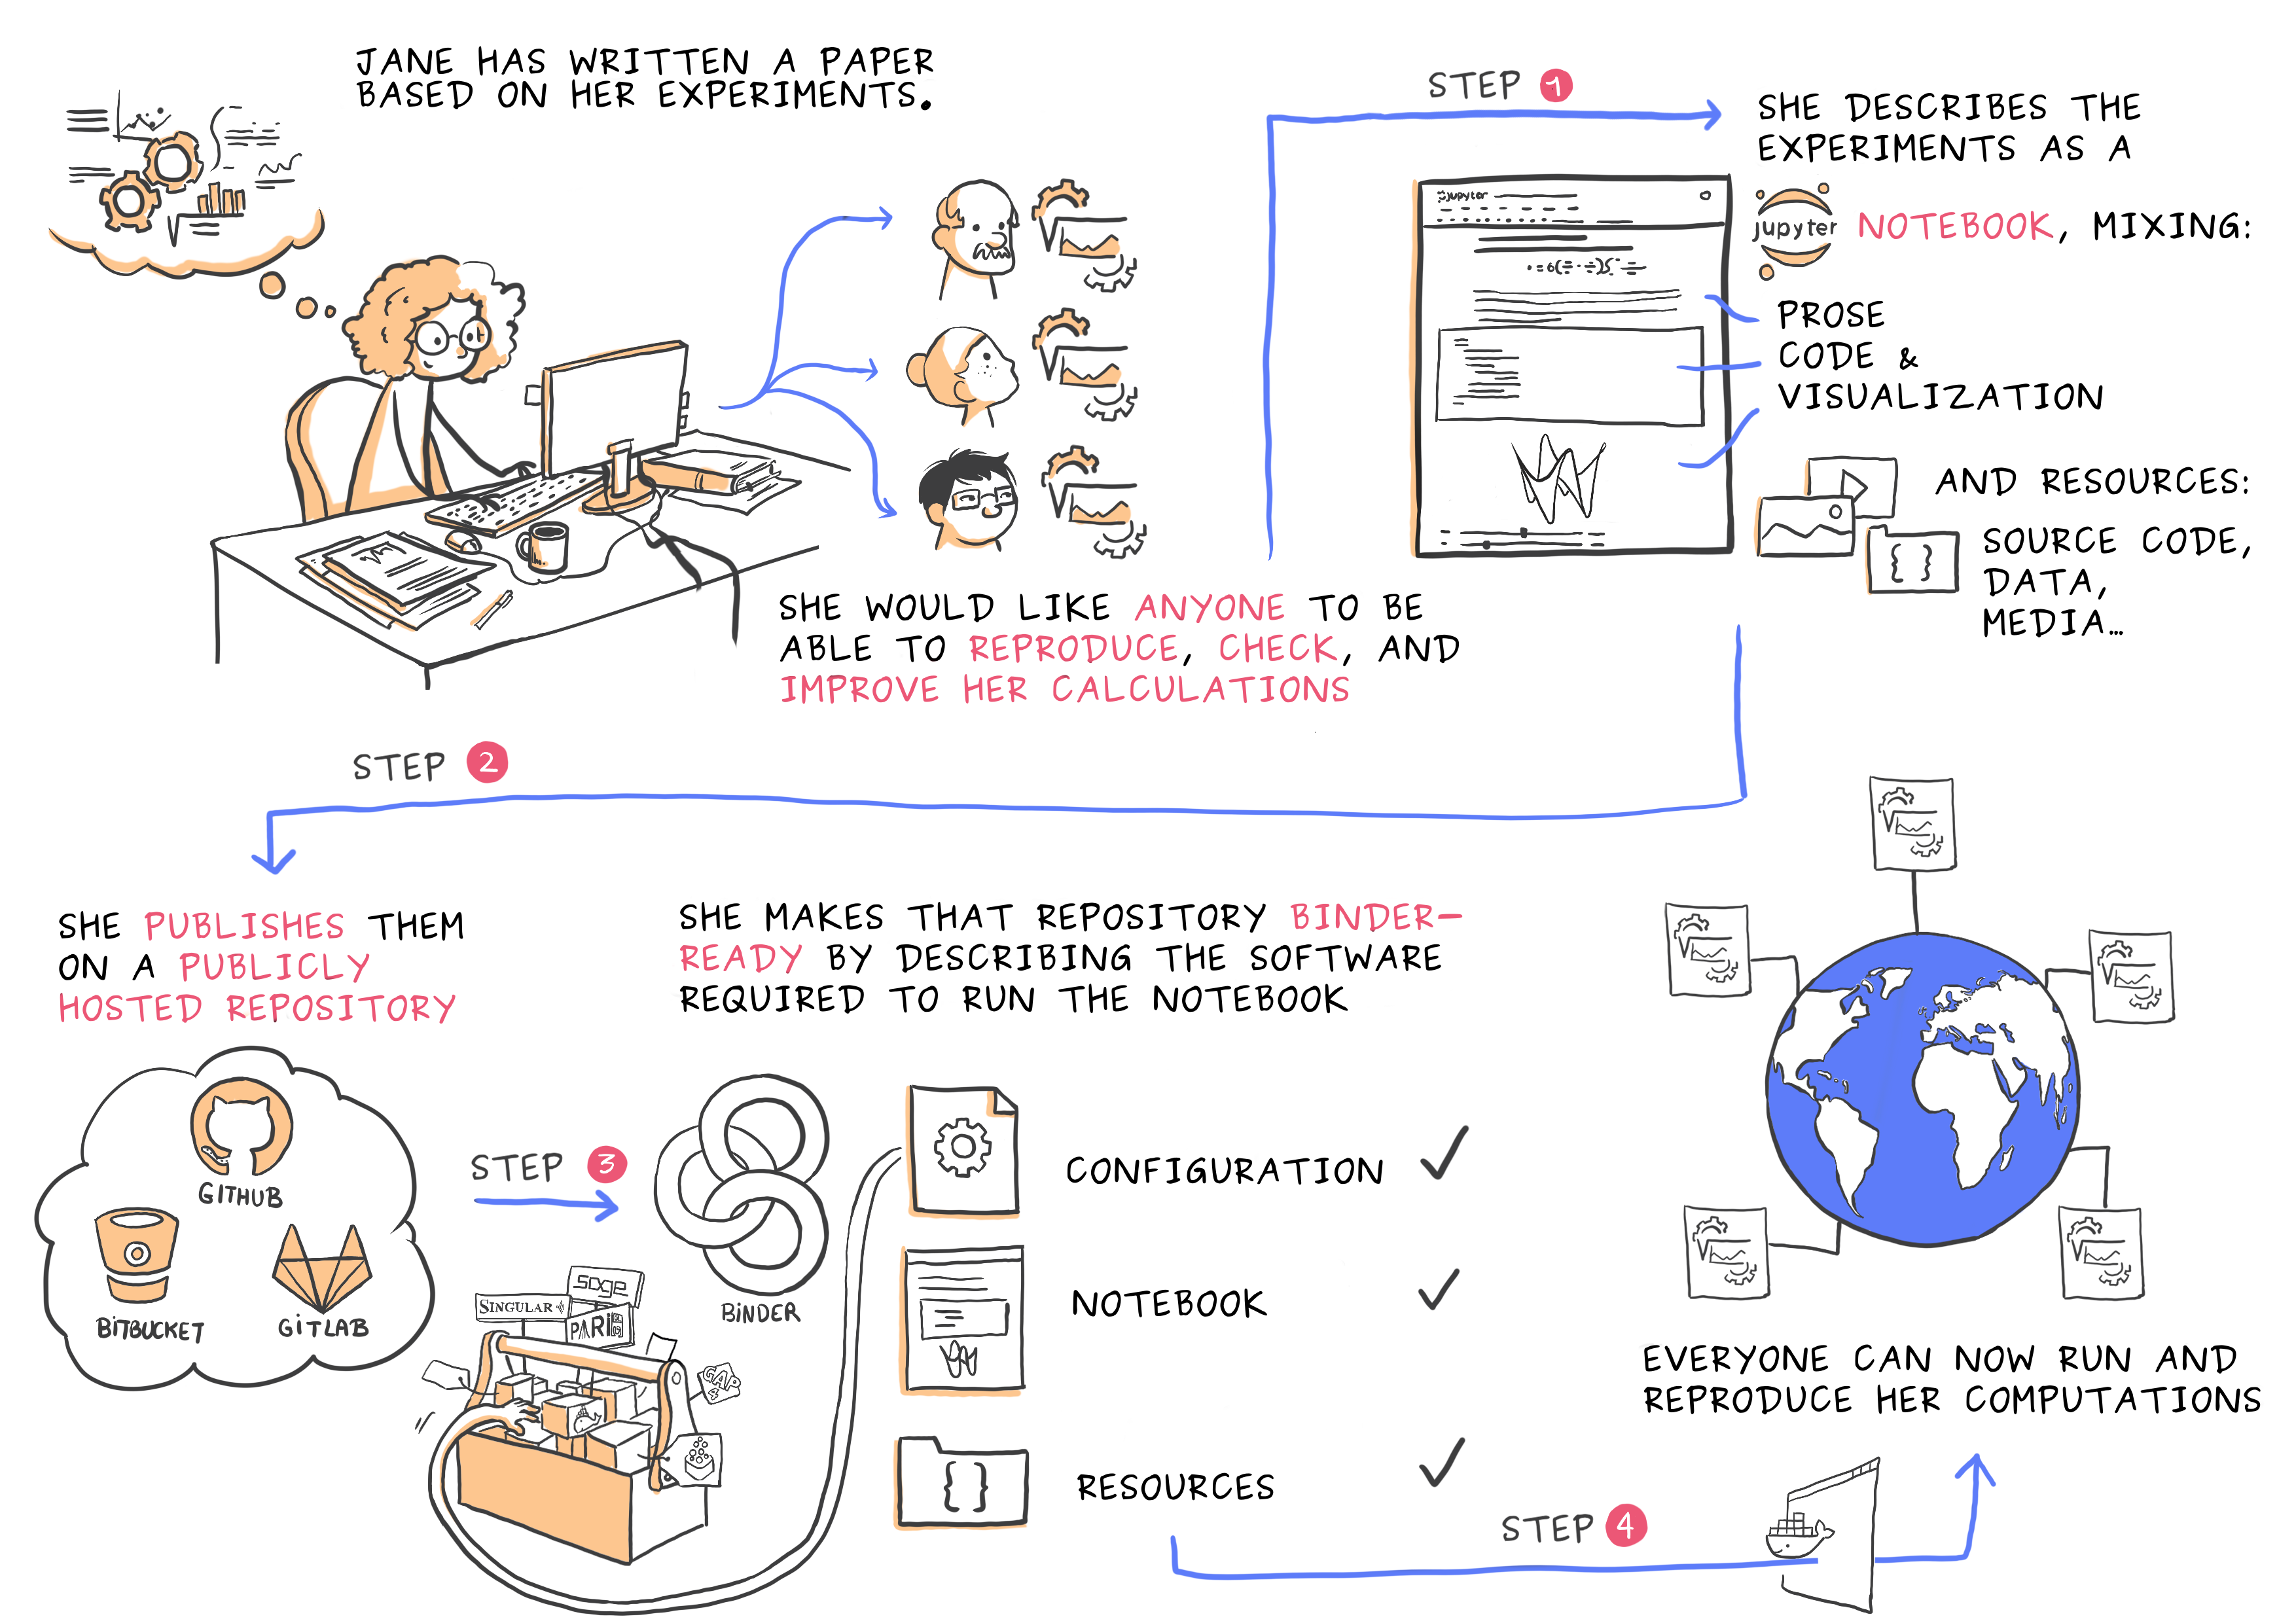 JANE HAS WRITTEN A PAPER
BASED ON HER EXPERIMENTS.
SHE WOULD LIKE ANYONE TO BE
ABLE TO REPRODUCE, CHECK, AND
IMPROVE HER CALCULATIONS
STEP 1
SHE DESCRIBES THE
EXPERIMENTS AS A
jupyter NOTEBOOK, MIXING:
jupyter
PROSE
CODE &
VISUALIZATION
AND RESOURCES:
SOURCE CODE,
DATA,
MEDIA...
{ }
STEP 2
SHE PUBLISHES THEM
ON A PUBLICLY
HOSTED REPOSITORY
GITHUB
BITBUCKET
GITLAB
STEP 3
SHE MAKES THAT REPOSITORY BINDER-
READY BY DESCRIBING THE SOFTWARE
REQUIRED TO RUN THE NOTEBOOK
BINDER
sage
SINGULAR
PARI
GAP
4
CONFIGURATION
NOTEBOOK
RESOURCES
{ }
STEP 4
EVERYONE CAN NOW RUN AND
REPRODUCE HER COMPUTATIONS